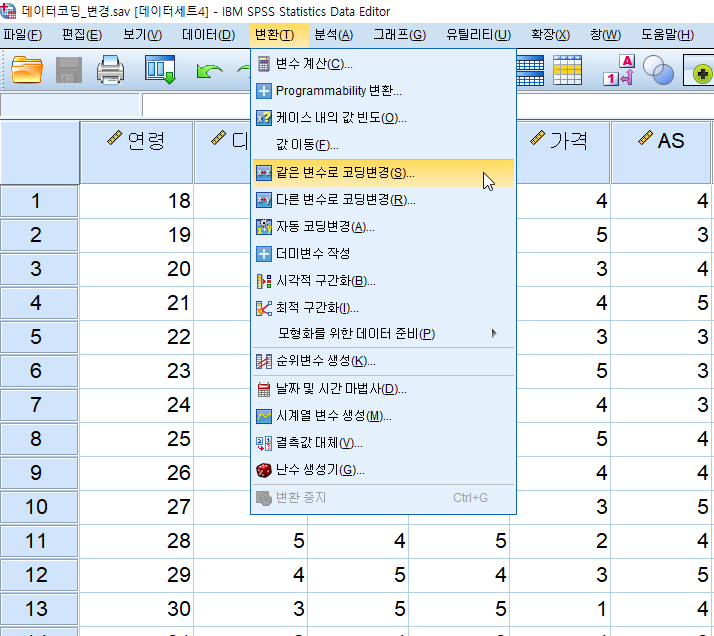 데이터코딩_변경.sav [데이터세트4] - IBM SPSS Statistics Data Editor
파일(F) 편집(E) 보기(V) 데이터(D) 변환(T) 분석(A) 그래프(G) 유틸리티(U) 확장(X) 창(W) 도움말(H)
변수 계산(C)...
Programmability 변환...
케이스 내의 값 빈도(O)...
값 이동(F)...
같은 변수로 코딩변경(S)...
다른 변수로 코딩변경(R)...
자동 코딩변경(A)...
더미변수 작성
시각적 구간화(B)...
최적 구간화(I)...
모형화를 위한 데이터 준비(P)
순위변수 생성(K)...
날짜 및 시간 마법사(D)...
시계열 변수 생성(M)...
결측값 대체(V)...
난수 생성기(G)...
변환 중지 Ctrl+G
연령 디 가격 AS
1 18 4 4
2 19 5 3
3 20 3 4
4 21 4 5
5 22 3 3
6 23 5 3
7 24 4 3
8 25 5 4
9 26 4 4
10 27 3 5
11 28 5 4 5 2 4
12 29 4 5 4 3 5
13 30 3 5 5 1 4